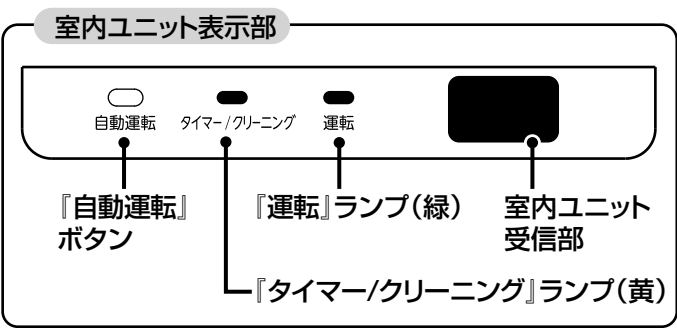 室内ユニット表示部
自動運転 タイマー/クリーニング 運転
『自動運転』
ボタン
『運転』ランプ(緑)
室内ユニット
受信部
『タイマー/クリーニング』ランプ(黄)